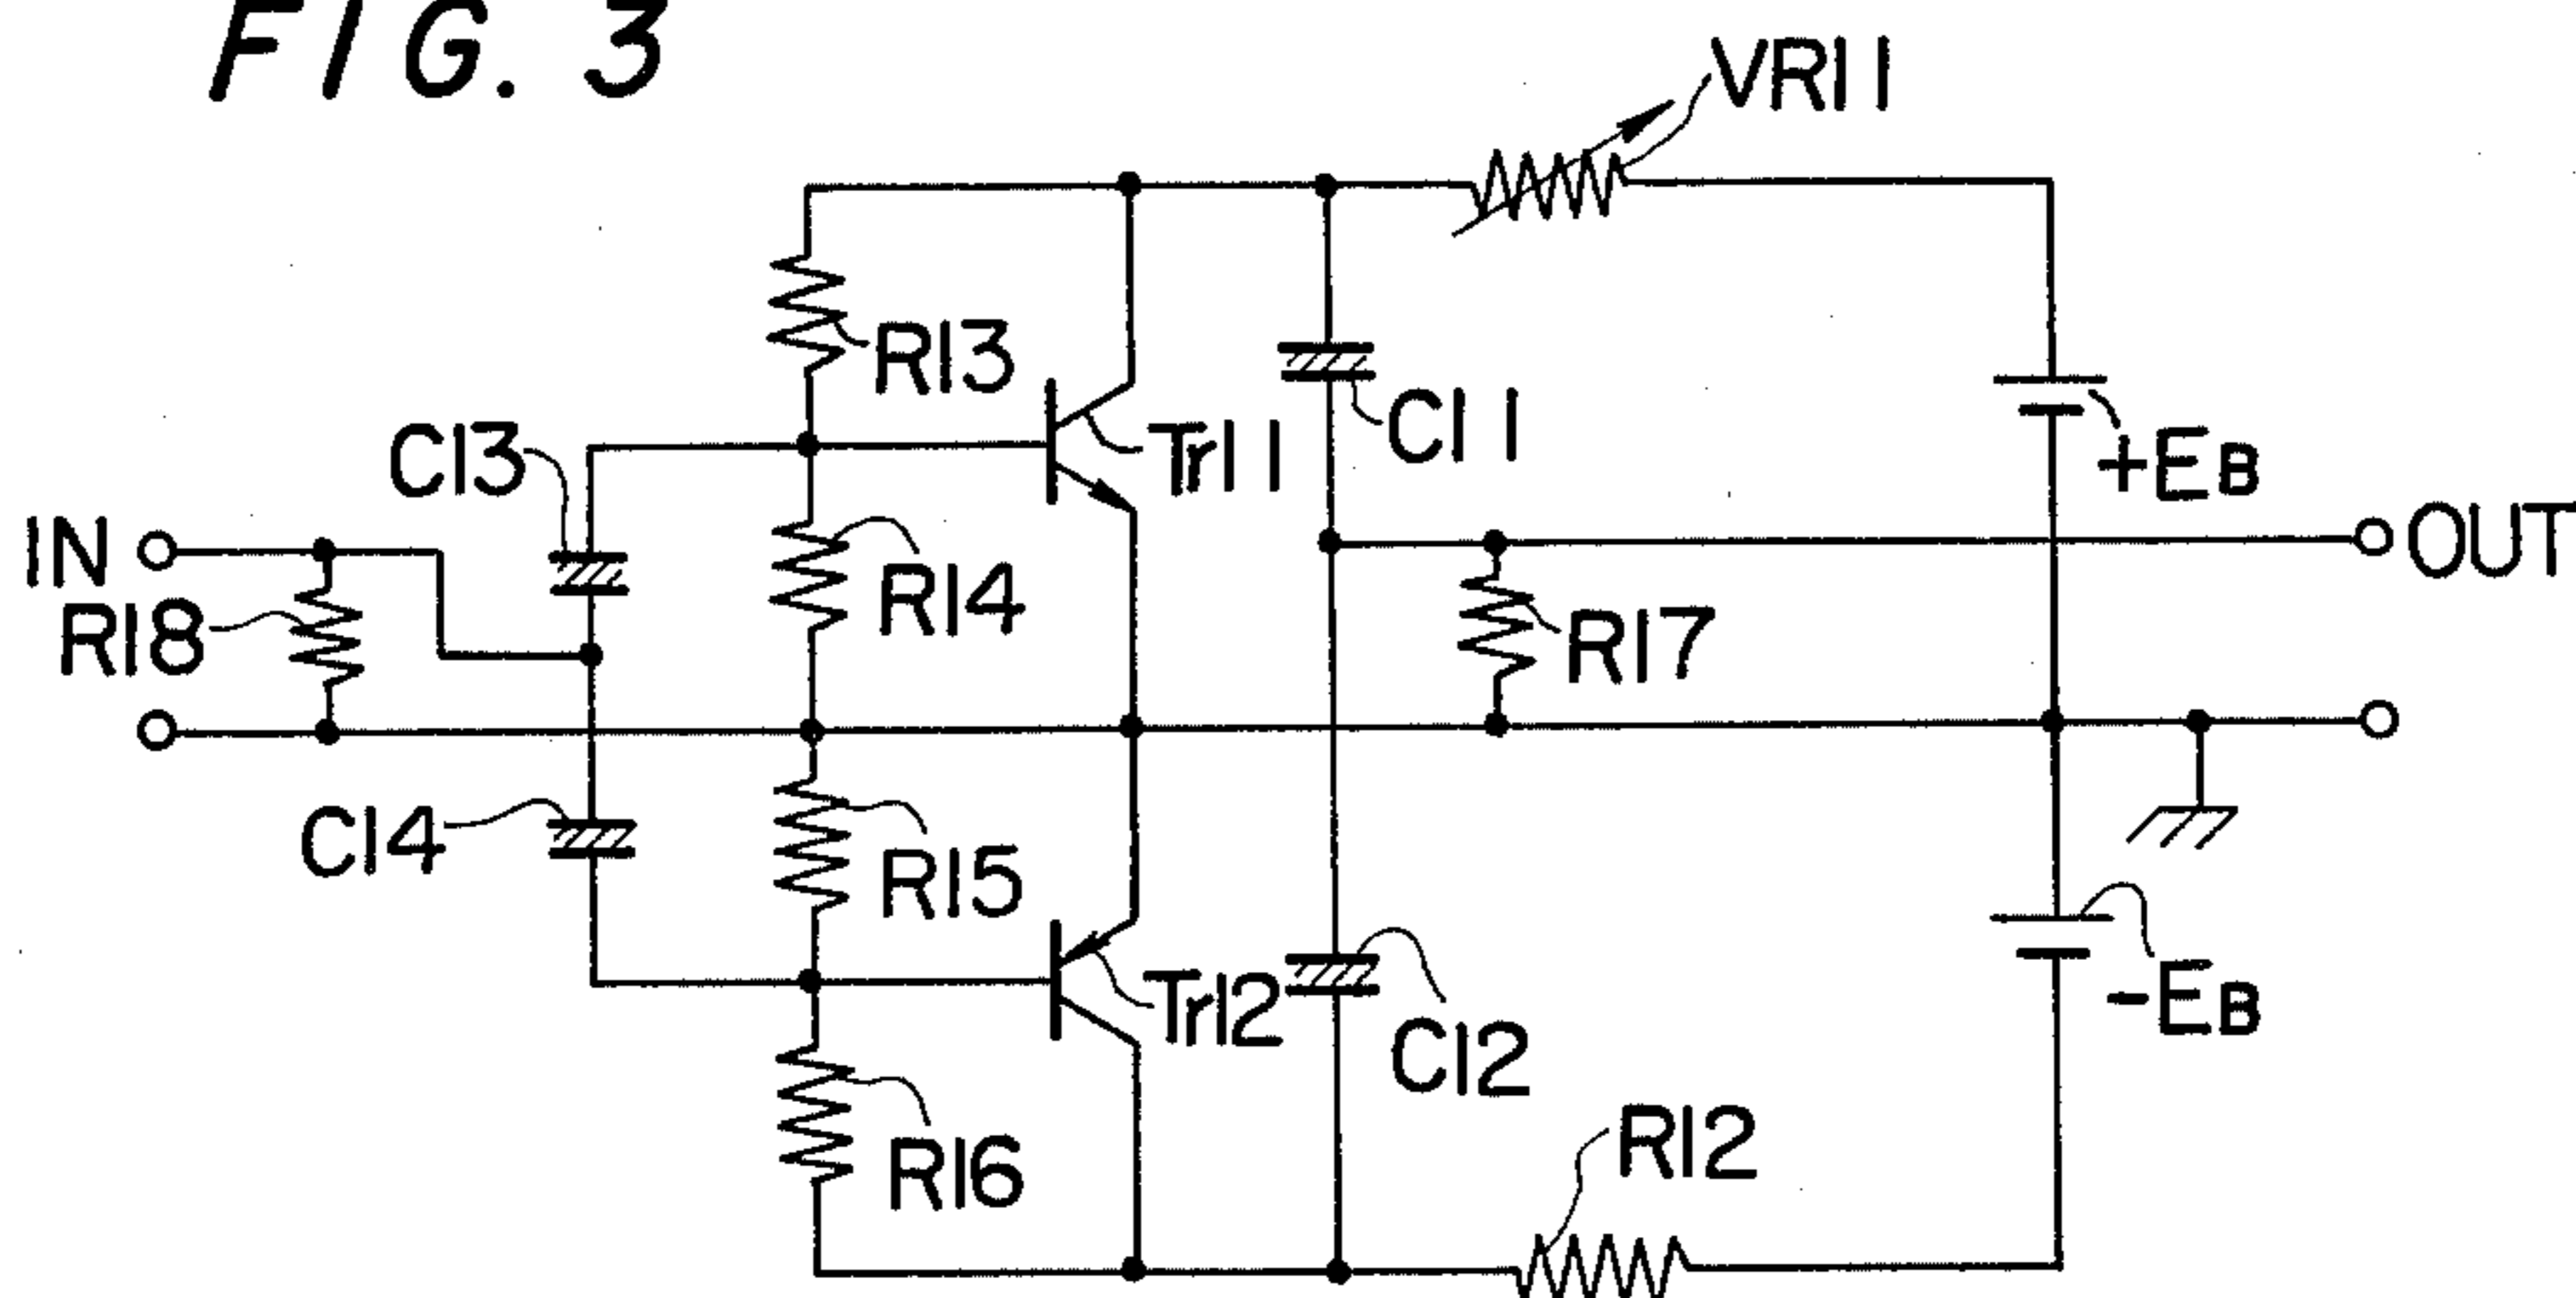 FIG. 3
VR11
R13
C13
Tr11
C11
+EB
IN
OUT
R14
R18
R17
C14
R15
Tr12
-EB
C12
R16
R12